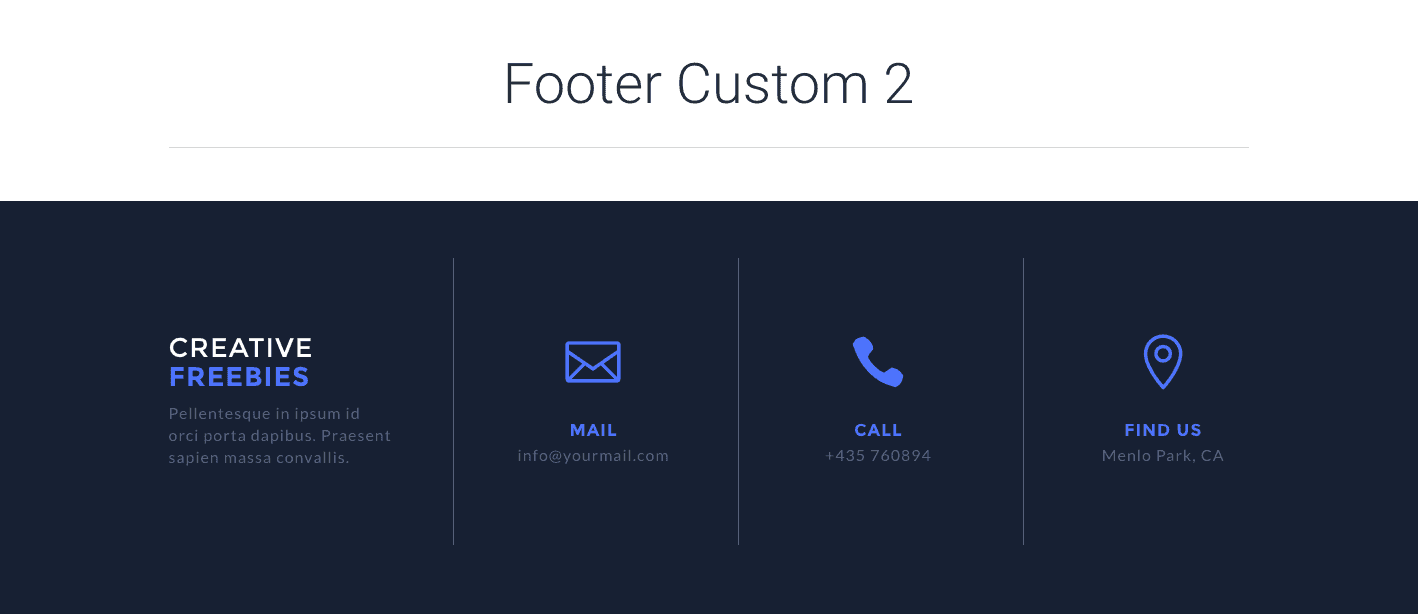 Footer Custom 2
CREATIVE
FREEBIES
Pellentesque in ipsum id
orci porta dapibus. Praesent
sapien massa convallis.
MAIL
info@yourmail.com
CALL
+435 760894
FIND US
Menlo Park, CA